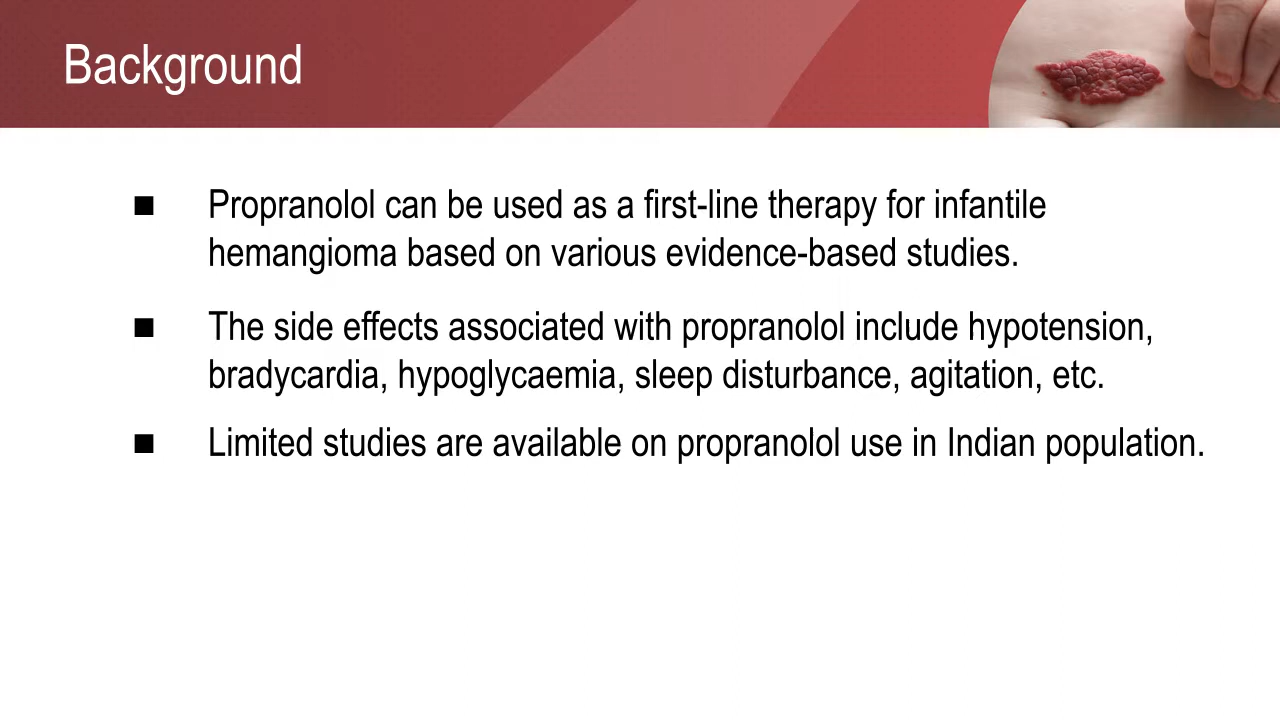 Background
■ Propranolol can be used as a first-line therapy for infantile
hemangioma based on various evidence-based studies.
■ The side effects associated with propranolol include hypotension,
bradycardia, hypoglycaemia, sleep disturbance, agitation, etc.
■ Limited studies are available on propranolol use in Indian population.